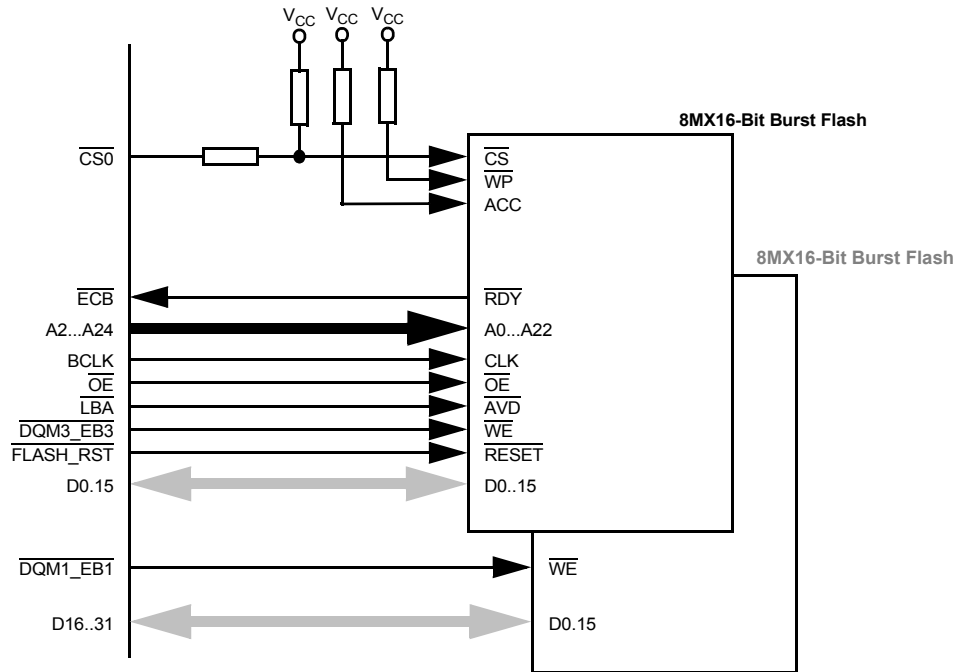 VCC VCC VCC
8MX16-Bit Burst Flash
CS0 CS
WP
ACC
8MX16-Bit Burst Flash
ECB RDY
A2...A24 A0...A22
BCLK CLK
OE OE
LBA AVD
DQM3_EB3 WE
FLASH_RST RESET
D0.15 D0..15
DQM1_EB1 WE
D16..31 D0.15